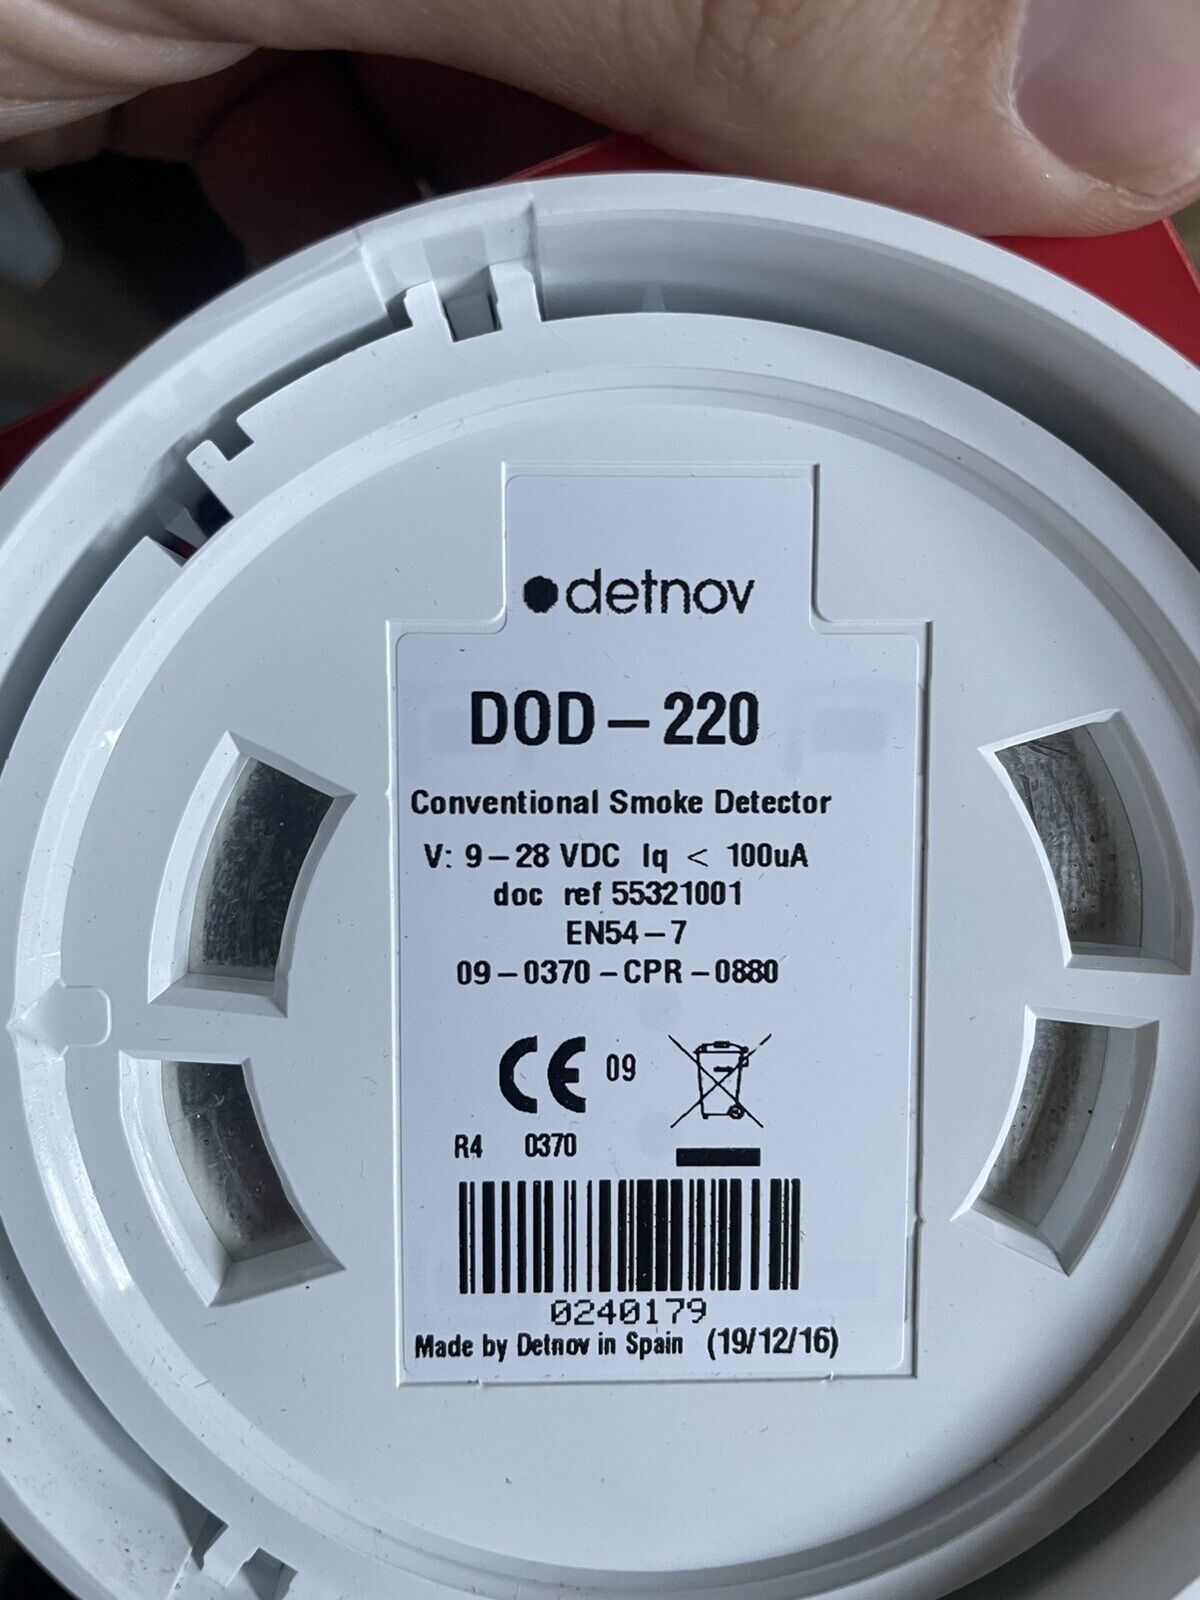 detnov
DOD-220
Conventional Smoke Detector
V: 9-28 VDC Iq < 100uA
doc ref 55321001
EN54-7
09-0370-CPR-0880
CE 09
R4 0370
0240179
Made by Detnov in Spain (19/12/16)